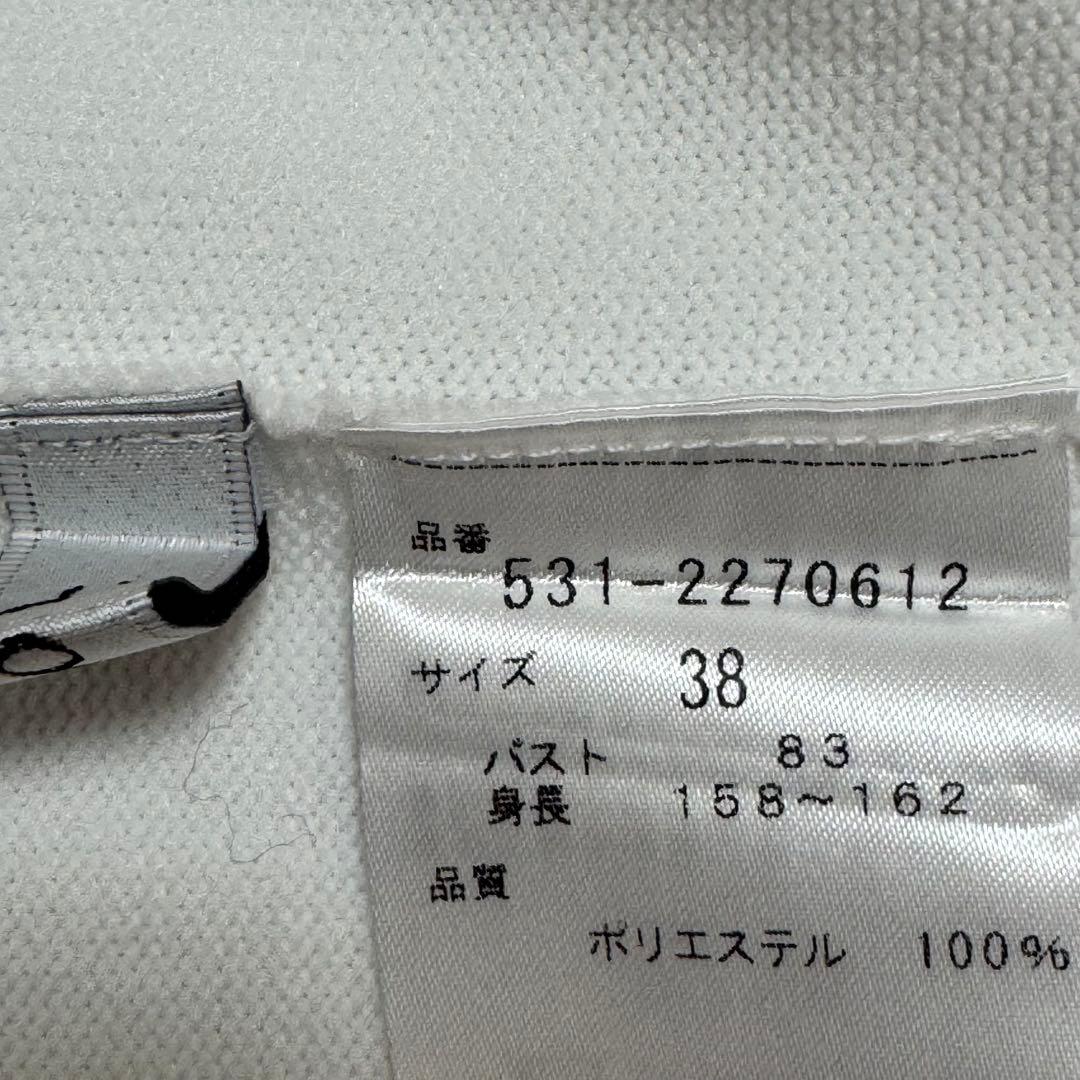 品番
531-2270612
サイズ 38
バスト 83
身長 158~162
品質
ポリエステル 100%